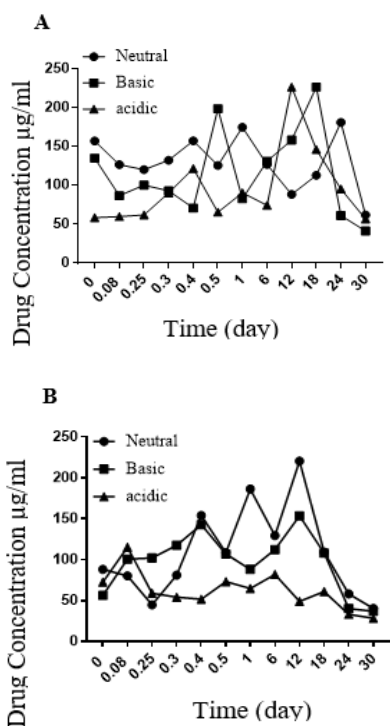 A
Neutral
Basic
acidic
Drug Concentration µg/ml
250
200
150
100
50
0
0 0.08 0.25 0.3 0.4 0.5 1 6 12 18 24 30
Time (day)
B
Neutral
Basic
acidic
Drug Concentration µg/ml
250
200
150
100
50
0
0 0.08 0.25 0.3 0.4 0.5 1 6 12 18 24 30
Time (day)